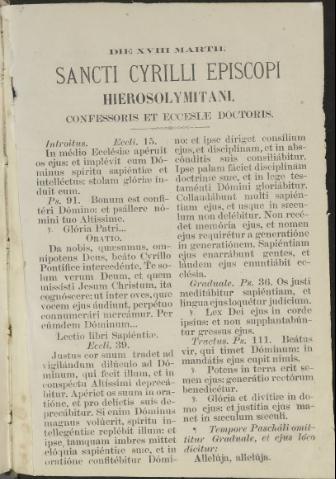 DIE XVIII MARTII.
SANCTI CYRILLI EPISCOPI
HIEROSOLYMITANI,
CONFESSORIS ET ECCESLÆ DOCTORIS.
Introitus. Eccli. 15.
In médio Ecclésiæ apéruit
os ejus: et implévit eum Dó-
minus spíritu sapiéntiæ et
intelléctus; stolam glóriæ in-
duit eum.
Ps. 91. Bonum est confi-
téri Dómino: et psállere nó-
mini tuo Altíssime.
℣ Glória Patri...
ORATIO.
Da nobis, quæsumus, om-
nípotens Deus, beáto Cyríllo
Pontífice intercedénte, Te so-
lum verum Deum, et quem
misísti Jesum Christum, ita
cognóscere; ut inter oves, quæ
vocem ejus áudiunt, perpétuo
connumerári mereámur. Per
eúmdem Dóminum...
Lectio libri Sapiéntiæ.
Eccli. 39.
Justus cor suum tradet ad
vigilándum dilúculo ad Dó-
minum, qui fecit illum, et in
conspéctu Altíssimi deprecá-
bitur. Apériet os suum in ora-
tióne, et pro delíctis suis de-
precábitur. Si enim Dóminus
magnus volúerit, spíritu in-
telligéntiæ replébit illum: et
ipse, tamquam imbres mittet
elóquia sapiéntiæ suæ, et in
oratióne confitébitur Dómi-
no: et ipse díriget consílium
ejus, et disciplínam, et in abs-
cónditis suis consiliábitur.
Ipse palam fáciet disciplínam
doctrínæ suæ, et in lege tes-
taménti Dómini gloriábitur.
Collaudábunt multi sapién-
tiam ejus, et usque in sæcu-
lum non delébitur. Non recé-
det memória ejus, et nomen
ejus requirétur a generatióne
in generatiónem. Sapiéntiam
ejus enarrábunt gentes, et
laudem ejus enuntiábit ec-
clésia.
Graduale. Ps. 36. Os justi
meditábitur sapiéntiam, et
lingua ejus loquétur judícium.
℣ Lex Dei ejus in corde
ipsíus: et non supplantabún-
tur gressus ejus.
Tractus. Ps. 111. Beátus
vir, qui timet Dóminum: in
mandátis ejus cupit nimis.
℣ Potens in terra erit se-
men ejus; generátio rectórum
benedicétur.
℣ Glória et divítiæ in do-
mo ejus: et justítia ejus ma-
net in sæculum sæculi.
¶ Tempore Pascháli omít-
titur Graduale, et ejus lóco
dicitur:
Allelúja, allelúja.